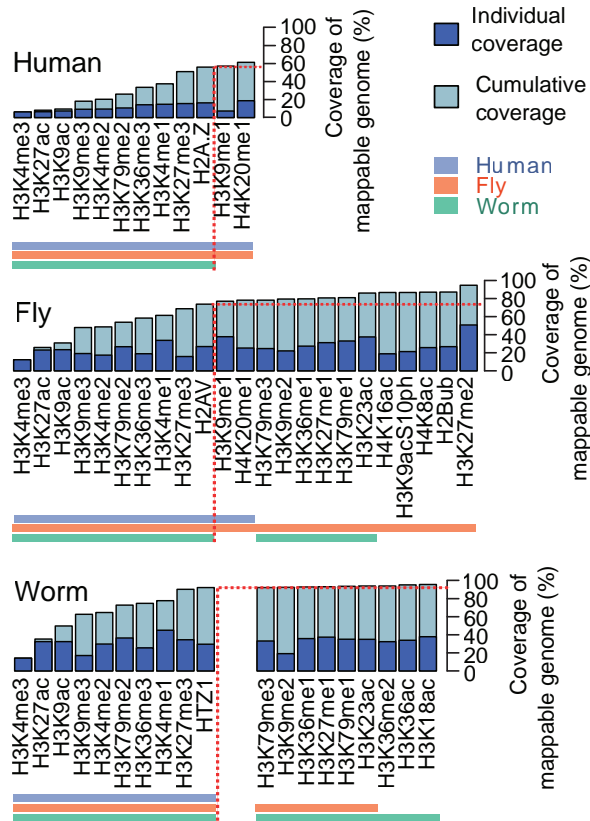 Human
100
80
60
40
20
0
Coverage of
mappable genome (%)
Individual
coverage
Cumulative
coverage
Human
Fly
Worm
H3K4me3
H3K27ac
H3K9ac
H3K9me3
H3K4me2
H3K79me2
H3K36me3
H3K4me1
H3K27me3
H2A.Z
H3K9me1
H4K20me1
Fly
100
80
60
40
20
0
Coverage of
mappable genome (%)
H3K4me3
H3K27ac
H3K9ac
H3K9me3
H3K4me2
H3K79me2
H3K36me3
H3K4me1
H3K27me3
H2AV
H3K9me1
H4K20me1
H3K79me3
H3K9me2
H3K36me1
H3K27me1
H3K79me1
H3K23ac
H4K16ac
H3K9acS10ph
H4K8ac
H2Bub
H3K27me2
Worm
100
80
60
40
20
0
Coverage of
mappable genome (%)
H3K4me3
H3K27ac
H3K9ac
H3K9me3
H3K4me2
H3K79me2
H3K36me3
H3K4me1
H3K27me3
HTZ1
H3K79me3
H3K9me2
H3K36me1
H3K27me1
H3K79me1
H3K23ac
H3K36me2
H3K36ac
H3K18ac